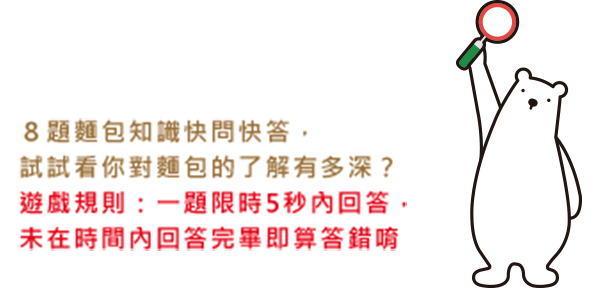 ８題麵包知識快問快答，
試試看你對麵包的了解有多深？
遊戲規則：一題限時5秒內回答，
未在時間內回答完畢即算答錯唷